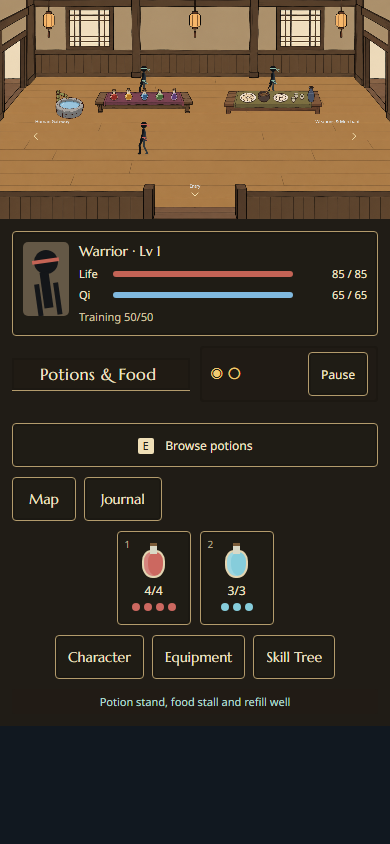 Entry
Warrior · Lv 1
Life 85 / 85
Qi 65 / 65
Training 50/50
Potions & Food
Pause
E Browse potions
Map Journal
1 2
4/4 3/3
Character Equipment Skill Tree
Potion stand, food stall and refill well